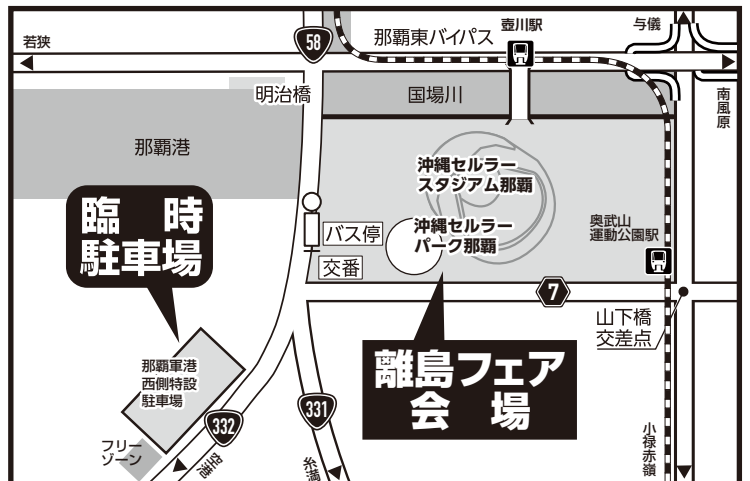 若狭
58
那覇東バイパス
壺川駅
与儀
明治橋
国場川
南風原
那覇港
沖縄セルラー
スタジアム那覇
臨時
駐車場
バス停
沖縄セルラー
パーク那覇
奥武山
運動公園駅
交番
7
山下橋
交差点
離島フェア
会場
那覇軍港
西側特設
駐車場
331
332
フリー
ゾーン
空港
糸満
小禄赤嶺